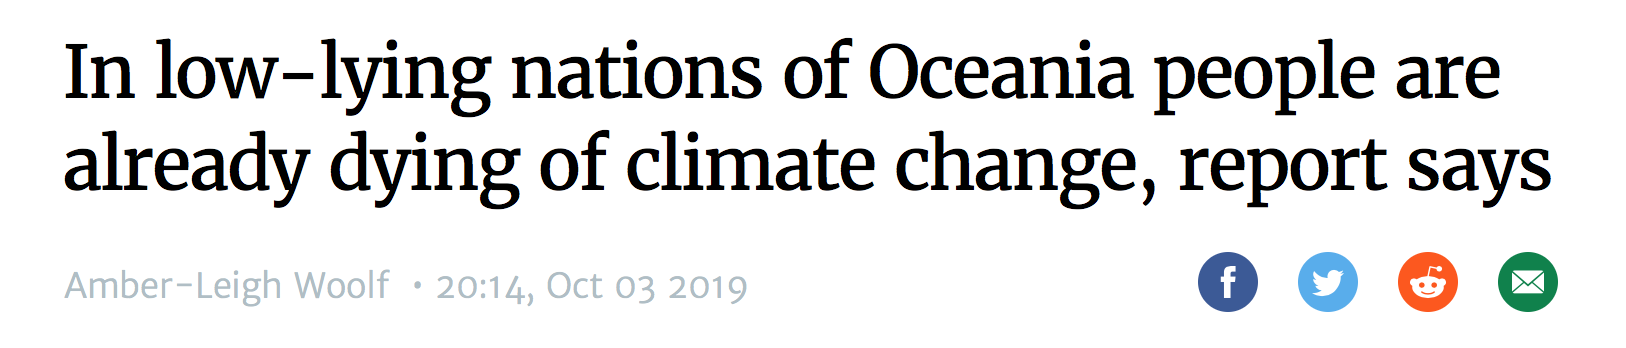 In low-lying nations of Oceania people are
already dying of climate change, report says
Amber-Leigh Woolf • 20:14, Oct 03 2019